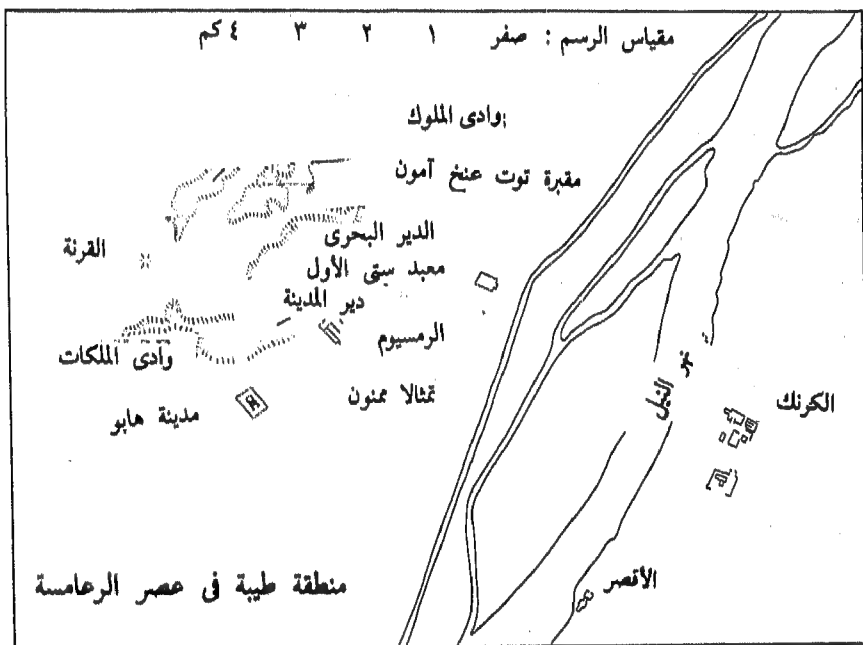 مقياس الرسم : صفر ١ ٢ ٣ ٤ كم
وادى الملوك
مقبرة توت عنخ آمون
الدير البحرى
القرنة
معبد سيتى الأول
دير المدينة
الرمسيوم
وادى الملكات
تمثالا ممنون
مدينة هابو
نهر النيل
الكرنك
الأقصر
منطقة طيبة فى عصر الرعامسة